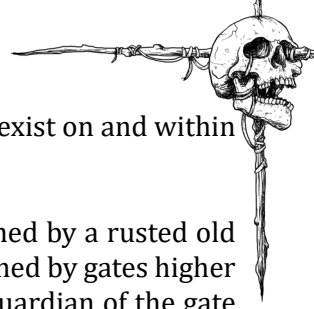 exist on and within
ned by a rusted old
ned by gates higher
uardian of the gate